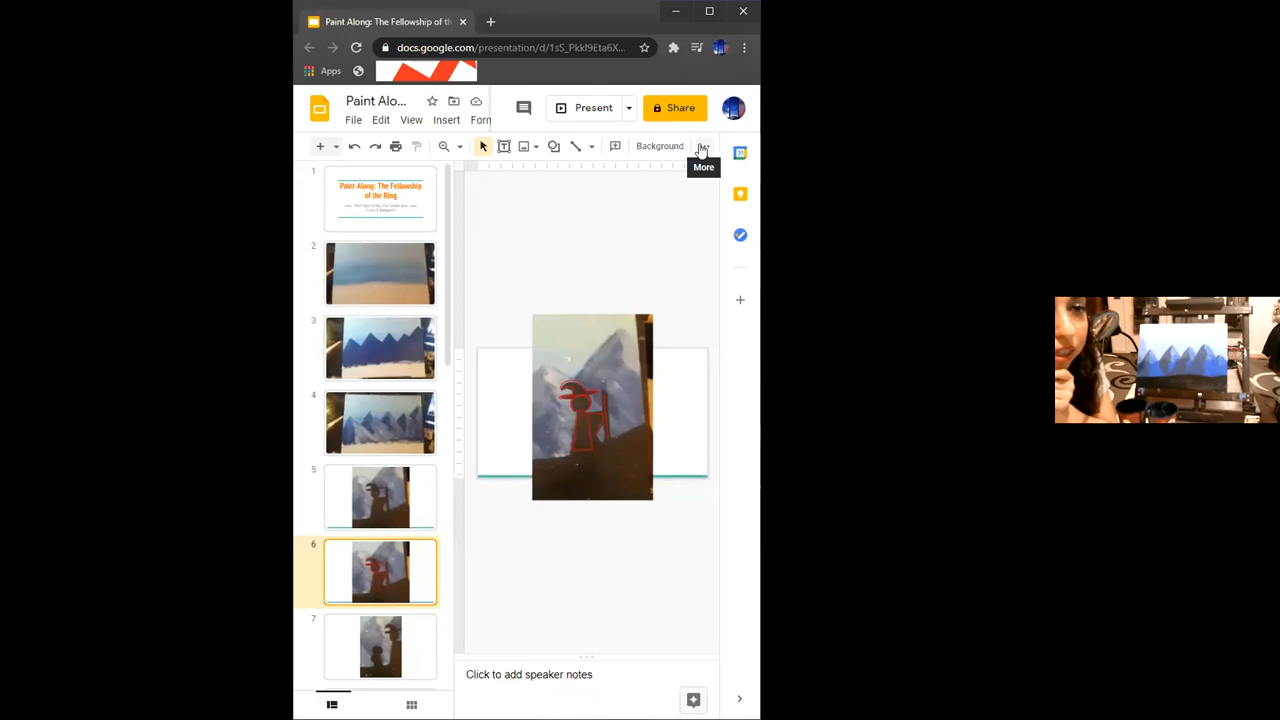 Paint Along: The Fellowship of th
docs.google.com/presentation/d/1sS_PkkI9Eta6X...
Apps
Paint Alo...
Present
Share
File Edit View Insert Forn
Background
More
1
Paint Along: The Fellowship
of the Ring
2
3
4
5
6
7
Click to add speaker notes